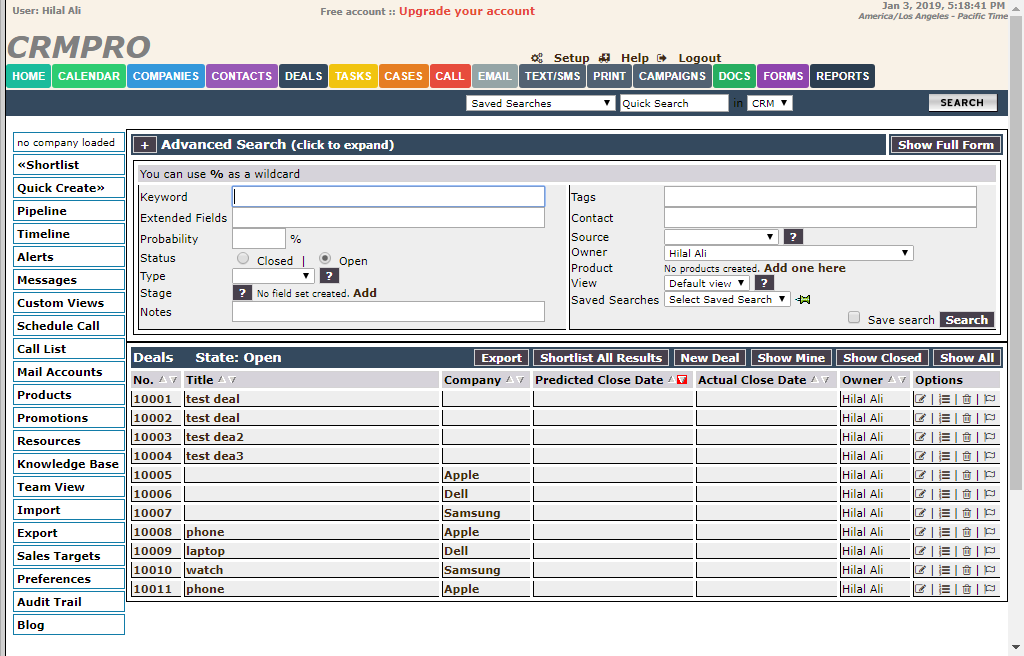 User: Hilal Ali
Free account :: Upgrade your account
Jan 3, 2019, 5:18:41 PM
America/Los Angeles - Pacific Time
CRMPRO
Setup Help Logout
HOME CALENDAR COMPANIES CONTACTS DEALS TASKS CASES CALL EMAIL TEXT/SMS PRINT CAMPAIGNS DOCS FORMS REPORTS
Saved Searches Quick Search in CRM SEARCH
no company loaded
«Shortlist
Quick Create»
Pipeline
Timeline
Alerts
Messages
Custom Views
Schedule Call
Call List
Mail Accounts
Products
Promotions
Resources
Knowledge Base
Team View
Import
Export
Sales Targets
Preferences
Audit Trail
Blog
+ Advanced Search (click to expand) Show Full Form
You can use % as a wildcard
Keyword
Extended Fields
Probability %
Status Closed | Open
Type ?
Stage ? No field set created. Add
Notes
Tags
Contact
Source ?
Owner Hilal Ali
Product No products created. Add one here
View Default view ?
Saved Searches Select Saved Search
Save search Search
Deals State: Open Export Shortlist All Results New Deal Show Mine Show Closed Show All
No. Title Company Predicted Close Date Actual Close Date Owner Options
10001 test deal Hilal Ali | | |
10002 test deal Hilal Ali | | |
10003 test dea2 Hilal Ali | | |
10004 test dea3 Hilal Ali | | |
10005 Apple Hilal Ali | | |
10006 Dell Hilal Ali | | |
10007 Samsung Hilal Ali | | |
10008 phone Apple Hilal Ali | | |
10009 laptop Dell Hilal Ali | | |
10010 watch Samsung Hilal Ali | | |
10011 phone Apple Hilal Ali | | |